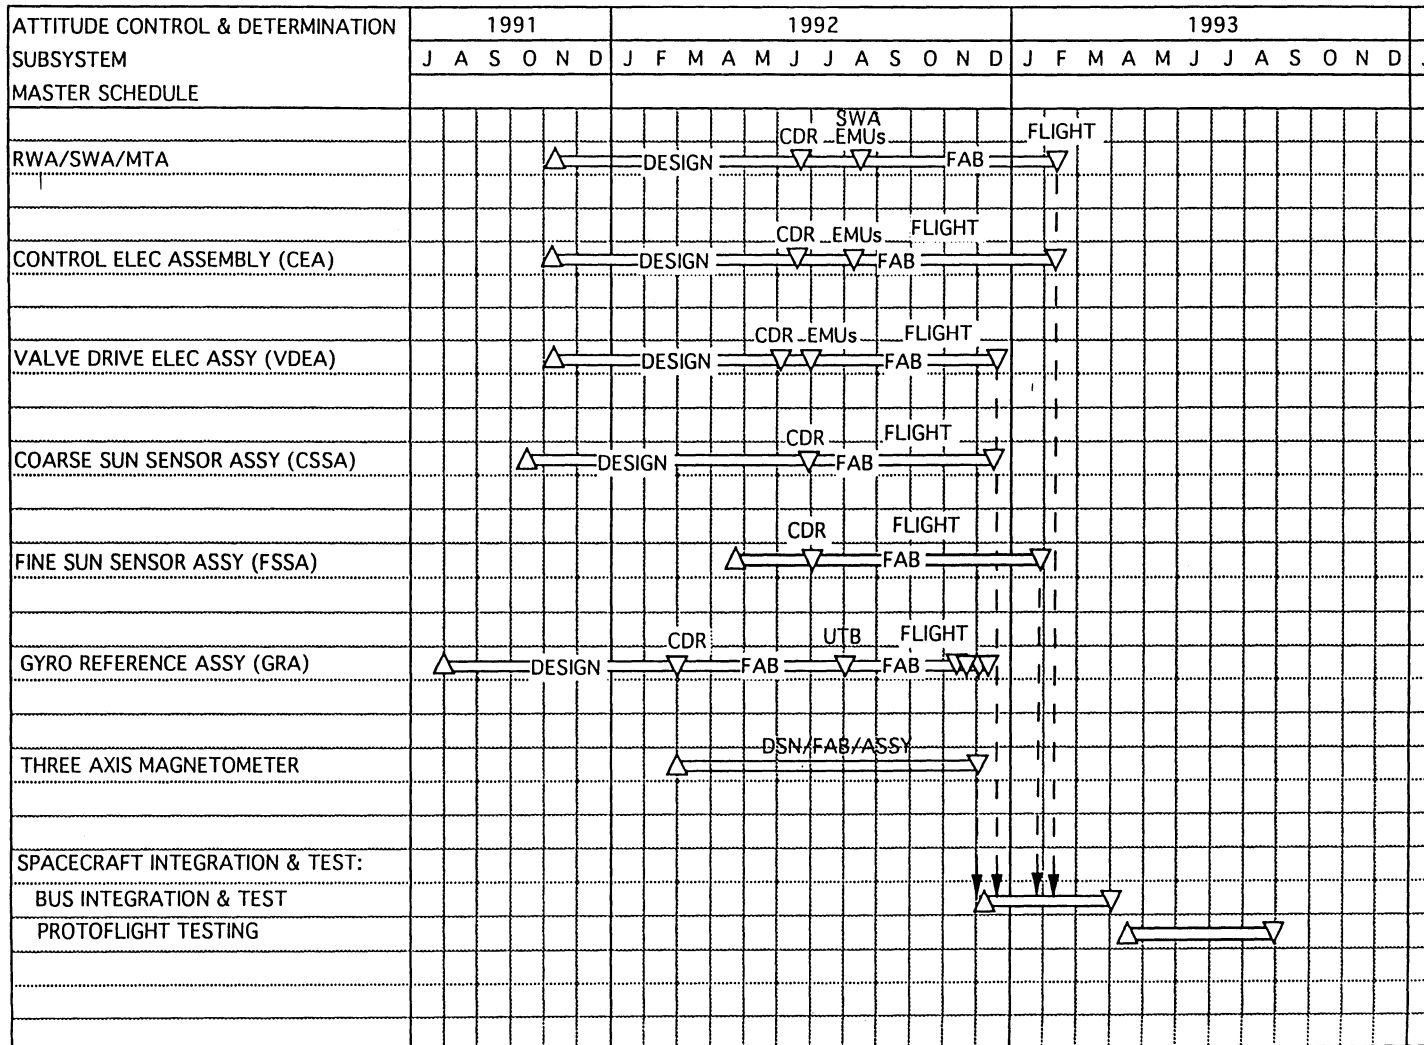 ATTITUDE CONTROL & DETERMINATION 1991 1992 1993
SUBSYSTEM J A S O N D J F M A M J J A S O N D J F M A M J J A S O N D J
MASTER SCHEDULE
SWA
CDR EMUs FLIGHT
RWA/SWA/MTA DESIGN FAB
CDR EMUs FLIGHT
CONTROL ELEC ASSEMBLY (CEA) DESIGN FAB
CDR EMUs FLIGHT
VALVE DRIVE ELEC ASSY (VDEA) DESIGN FAB
CDR FLIGHT
COARSE SUN SENSOR ASSY (CSSA) DESIGN FAB
CDR FLIGHT
FINE SUN SENSOR ASSY (FSSA) FAB
CDR UTB FLIGHT
GYRO REFERENCE ASSY (GRA) DESIGN FAB FAB
DSN/FAB/ASSY
THREE AXIS MAGNETOMETER
SPACECRAFT INTEGRATION & TEST:
BUS INTEGRATION & TEST
PROTOFLIGHT TESTING